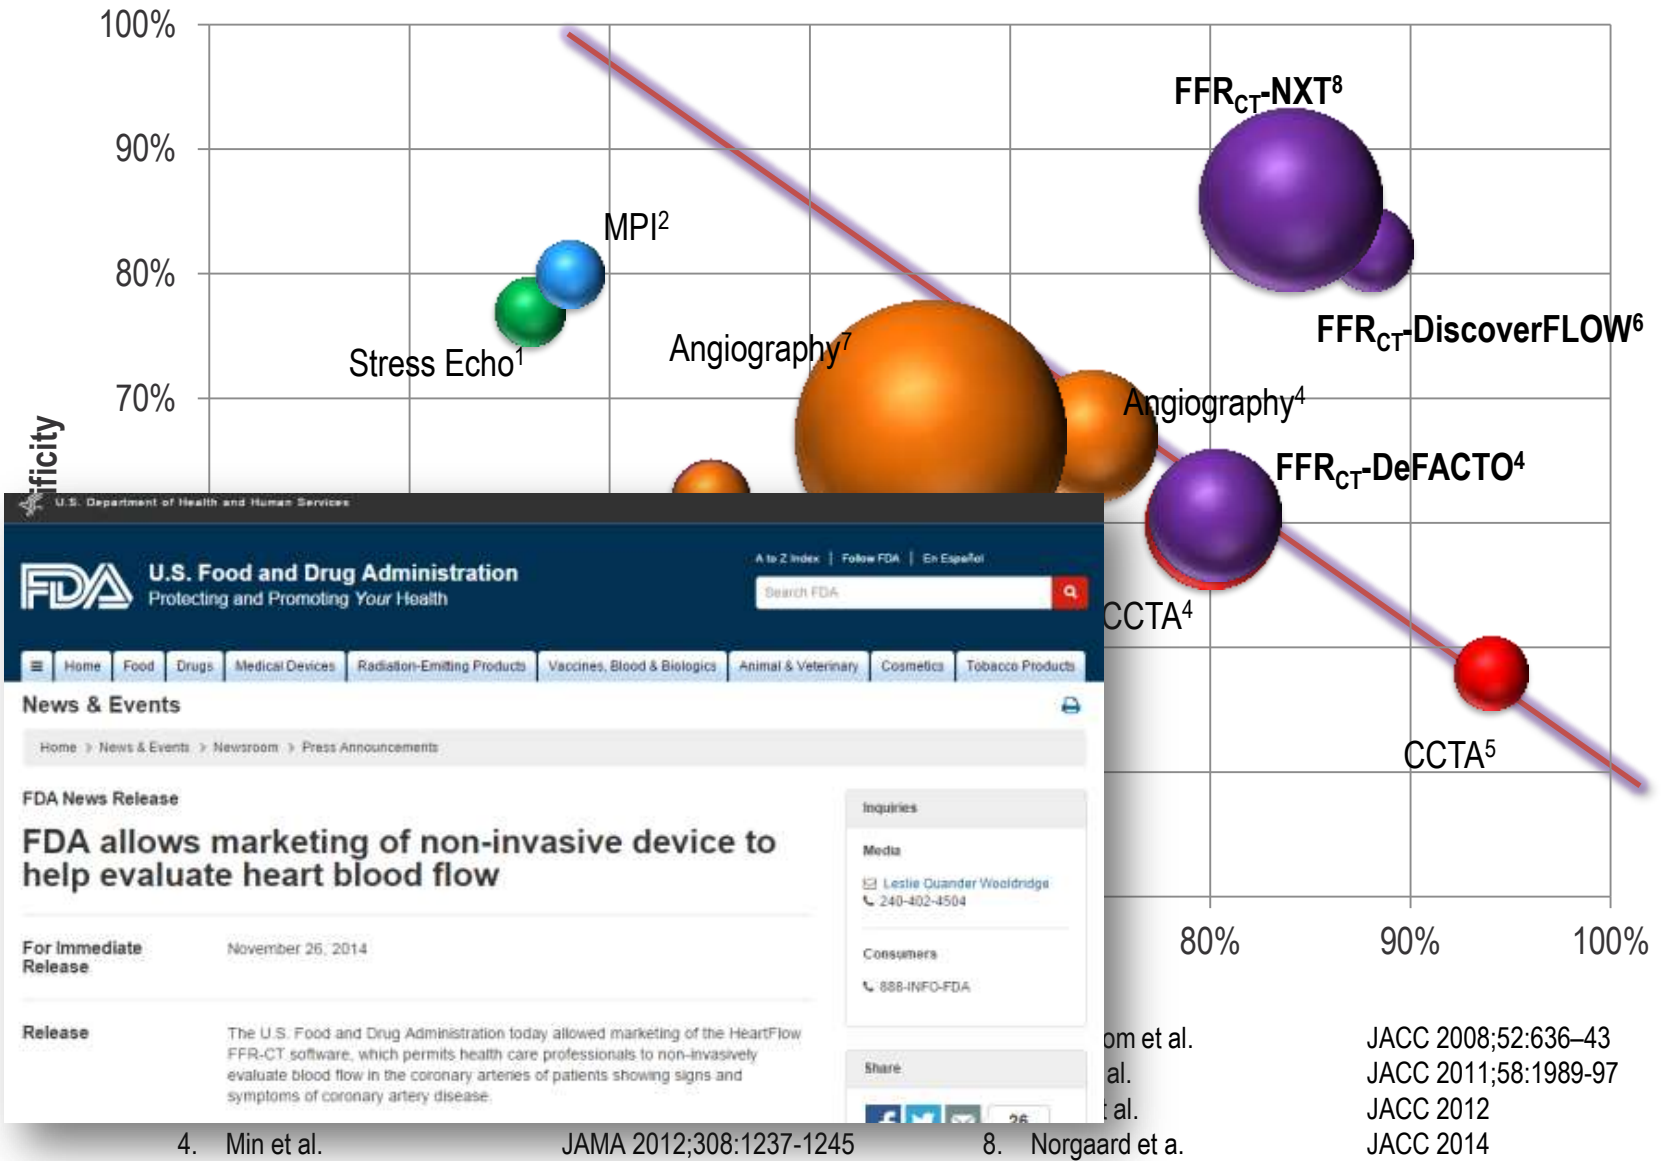 100%
90%
80%
70%
ificity
FFRCT-NXT8
MPI2
Stress Echo1
Angiography7
FFRCT-DiscoverFLOW6
Angiography4
FFRCT-DeFACTO4
CCTA4
CCTA5
80%
90%
100%
U.S. Department of Health and Human Services
FDA
U.S. Food and Drug Administration
Protecting and Promoting Your Health
A to Z Index | Follow FDA | En Español
Search FDA
Home Food Drugs Medical Devices Radiation-Emitting Products Vaccines, Blood & Biologics Animal & Veterinary Cosmetics Tobacco Products
News & Events
Home > News & Events > Newsroom > Press Announcements
FDA News Release
FDA allows marketing of non-invasive device to
help evaluate heart blood flow
For Immediate
Release
November 26, 2014
Release
The U.S. Food and Drug Administration today allowed marketing of the HeartFlow
FFR-CT software, which permits health care professionals to non-invasively
evaluate blood flow in the coronary arteries of patients showing signs and
symptoms of coronary artery disease.
Inquiries
Media
Leslie Quander Wooldridge
240-402-4504
Consumers
888-INFO-FDA
Share
26
om et al. JACC 2008;52:636–43
al. JACC 2011;58:1989-97
t al. JACC 2012
4. Min et al. JAMA 2012;308:1237-1245 8. Norgaard et a. JACC 2014